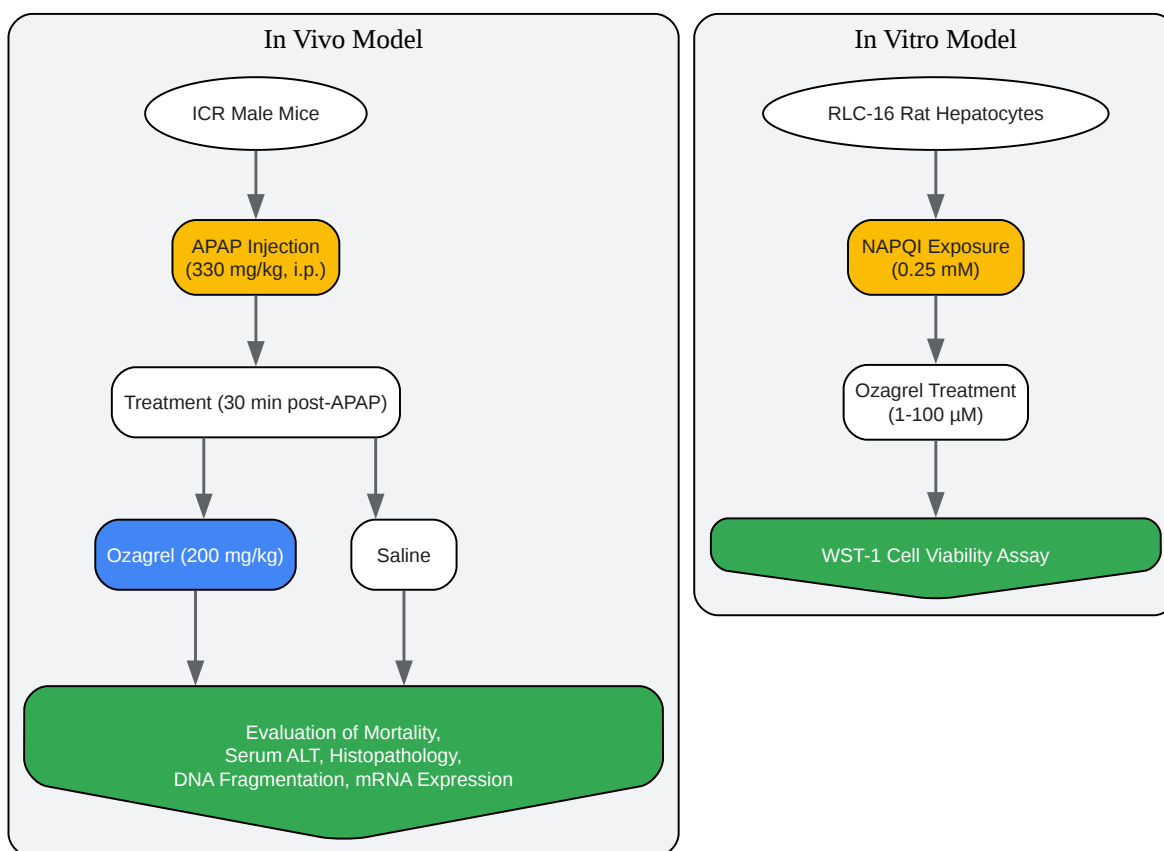 In Vivo Model
ICR Male Mice
APAP Injection
(330 mg/kg, i.p.)
Treatment (30 min post-APAP)
Ozagrel (200 mg/kg)
Saline
Evaluation of Mortality,
Serum ALT, Histopathology,
DNA Fragmentation, mRNA Expression
In Vitro Model
RLC-16 Rat Hepatocytes
NAPQI Exposure
(0.25 mM)
Ozagrel Treatment
(1-100 µM)
WST-1 Cell Viability Assay